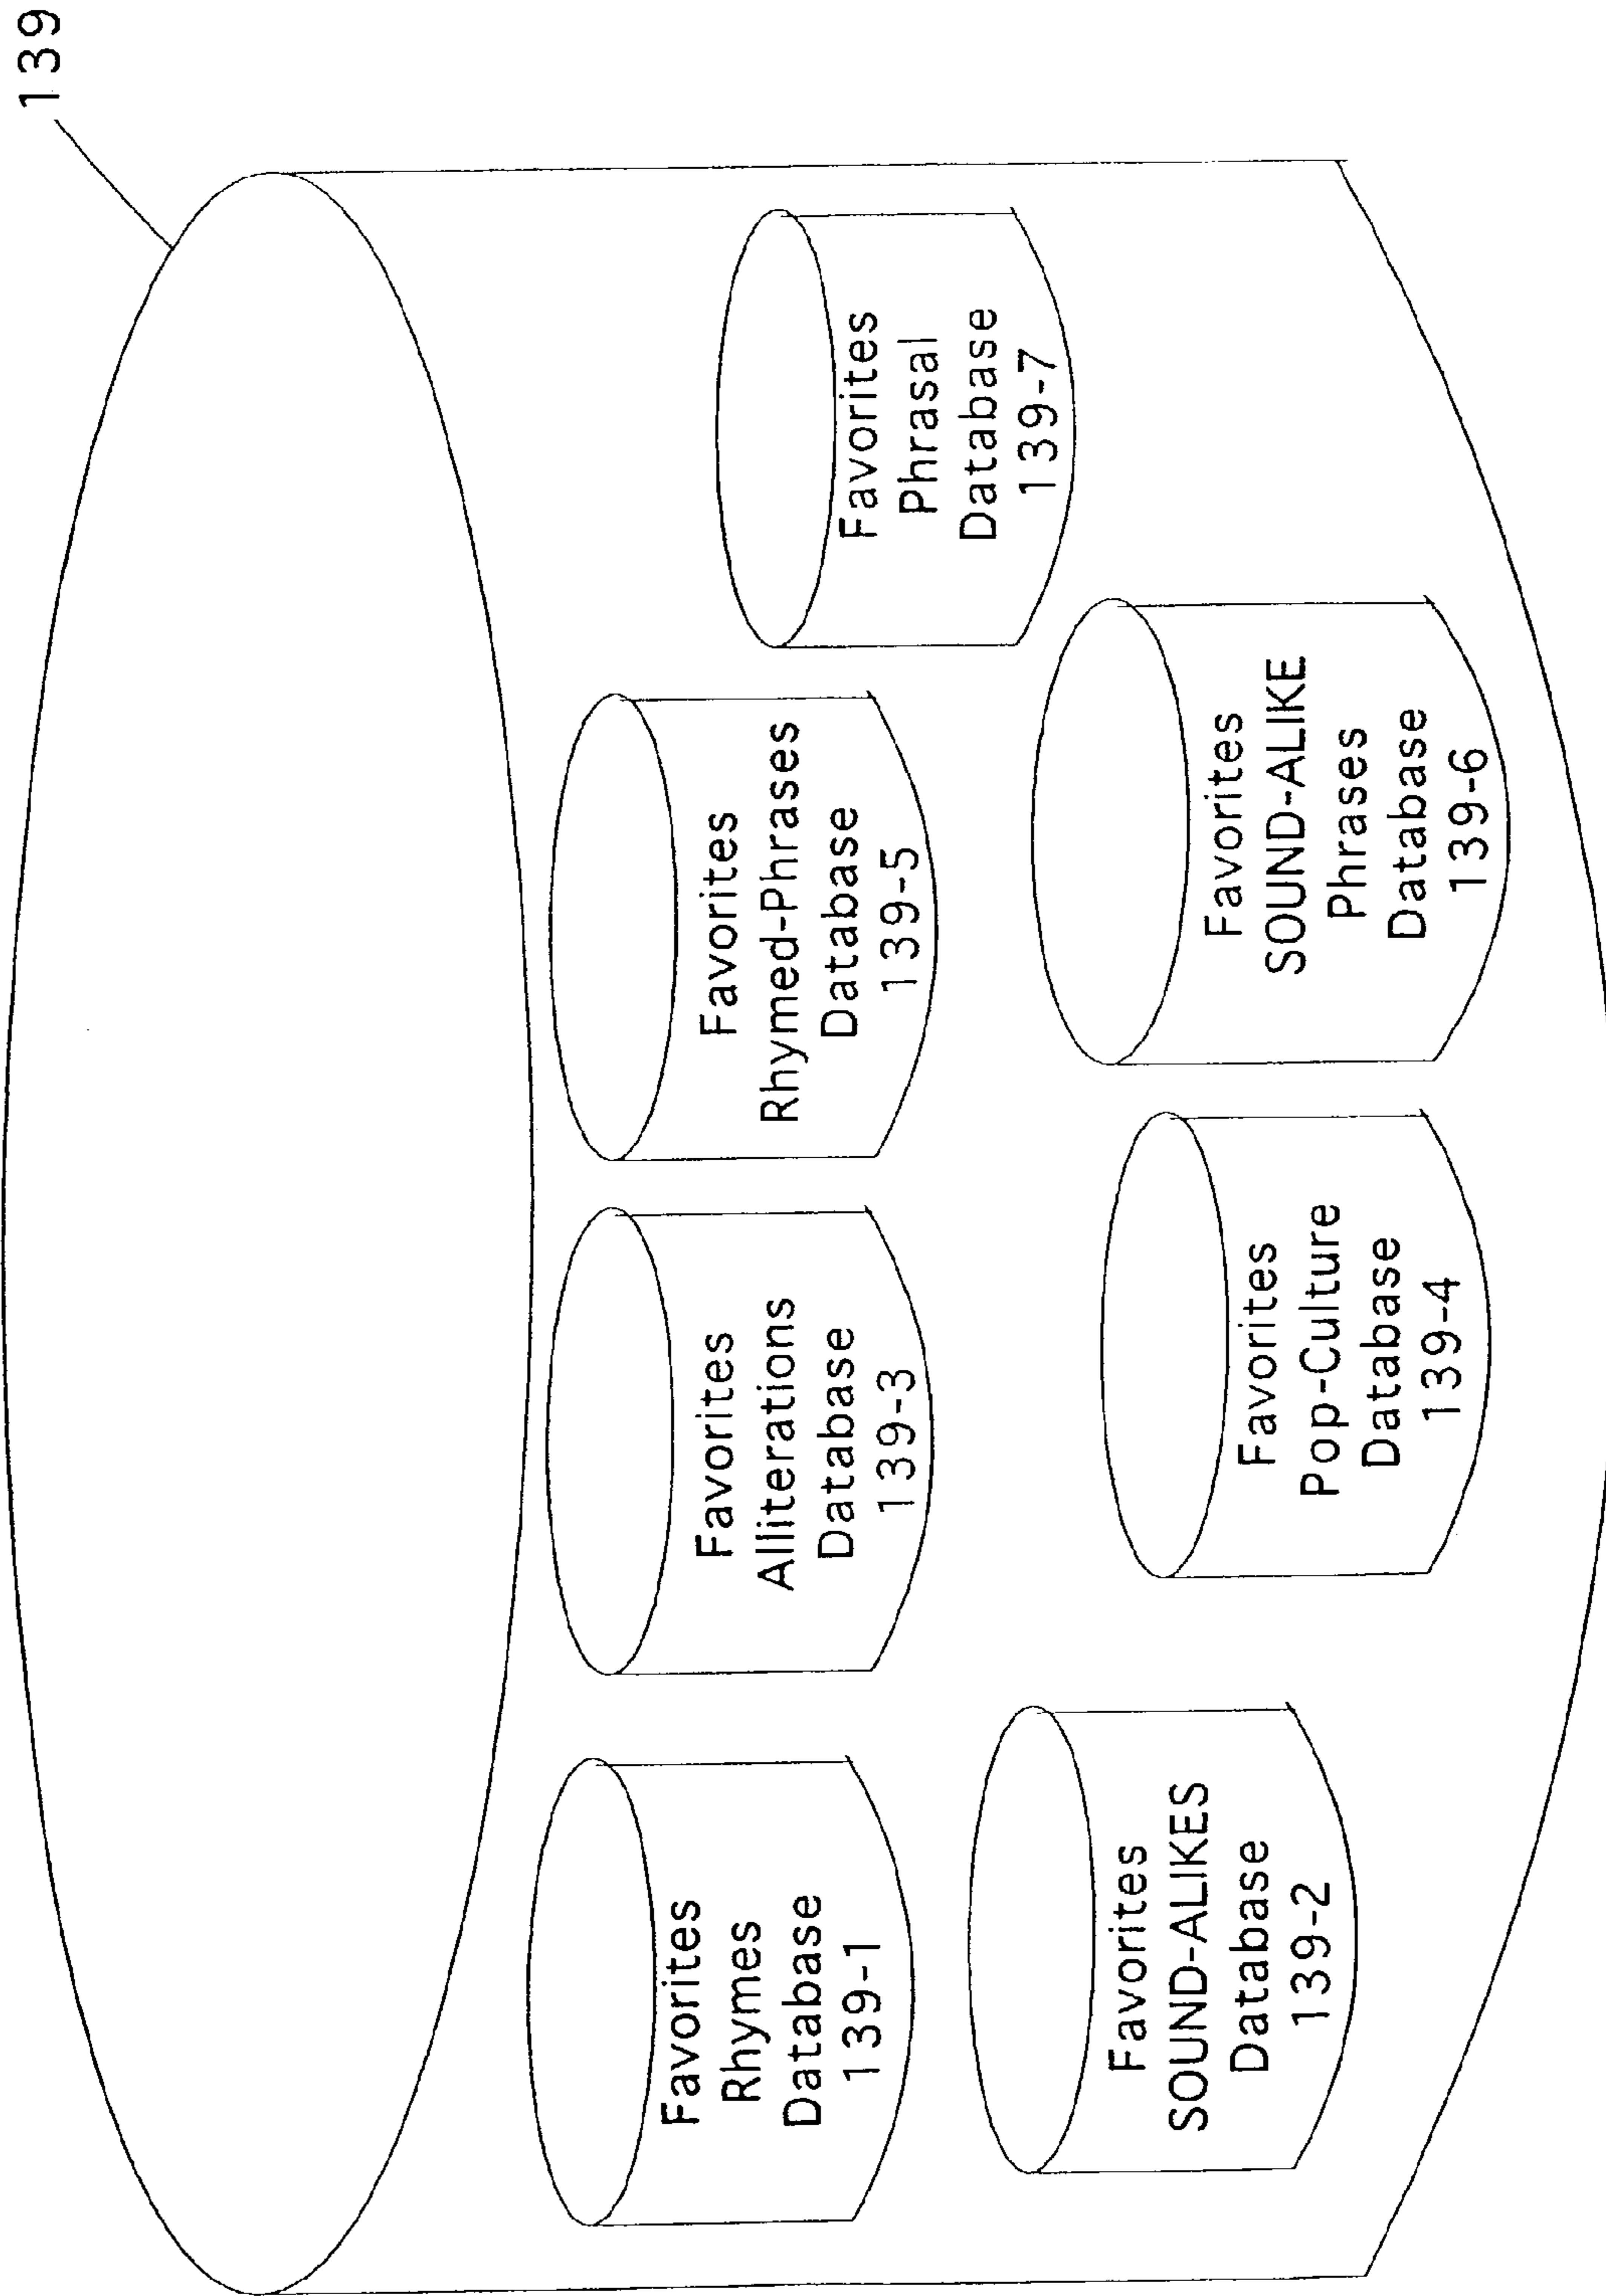 139
Favorites
Rhymes
Database
139-1
Favorites
SOUND-ALIKES
Database
139-2
Favorites
Alliterations
Database
139-3
Favorites
Pop-Culture
Database
139-4
Favorites
Rhymed-Phrases
Database
139-5
Favorites
SOUND-ALIKE
Phrases
Database
139-6
Favorites
Phrasal
Database
139-7